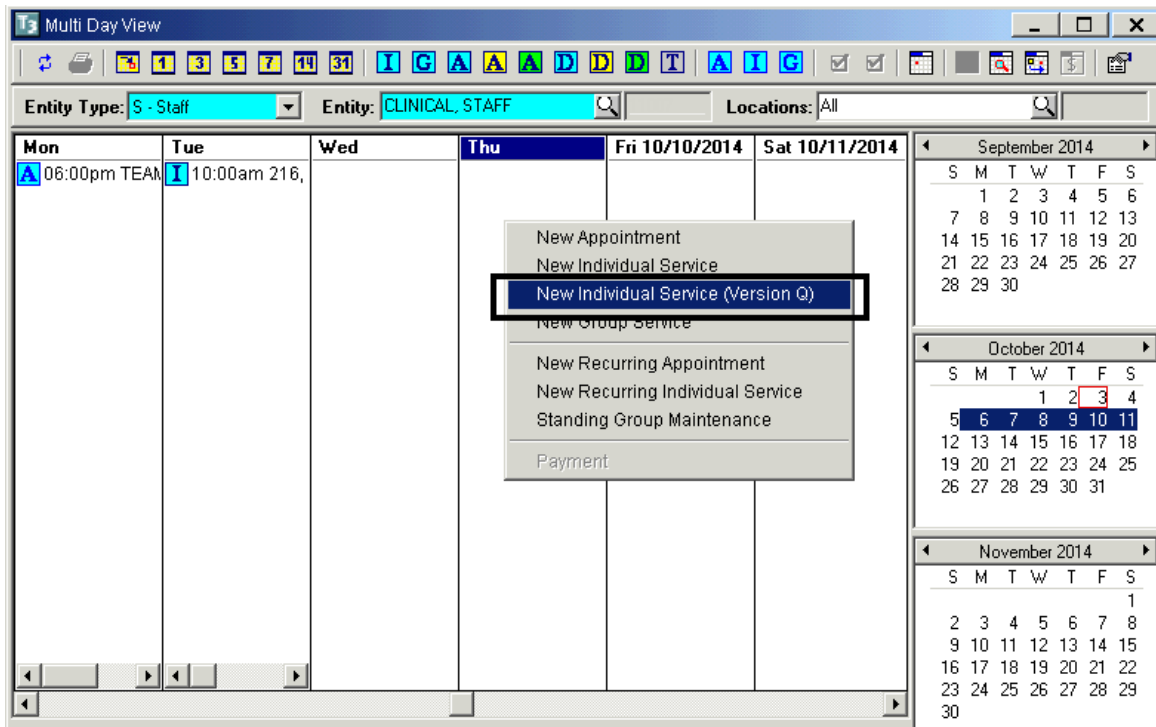 Multi Day View
1 3 5 7 14 31 I G A A A D D D T A I G $
Entity Type: S - Staff Entity: CLINICAL, STAFF Locations: All
Mon Tue Wed Thu Fri 10/10/2014 Sat 10/11/2014
A 06:00pm TEAM I 10:00am 216,
New Appointment
New Individual Service
New Individual Service (Version Q)
New Group Service
New Recurring Appointment
New Recurring Individual Service
Standing Group Maintenance
Payment
September 2014
S M T W T F S
1 2 3 4 5 6
7 8 9 10 11 12 13
14 15 16 17 18 19 20
21 22 23 24 25 26 27
28 29 30
October 2014
S M T W T F S
1 2 3 4
5 6 7 8 9 10 11
12 13 14 15 16 17 18
19 20 21 22 23 24 25
26 27 28 29 30 31
November 2014
S M T W T F S
1
2 3 4 5 6 7 8
9 10 11 12 13 14 15
16 17 18 19 20 21 22
23 24 25 26 27 28 29
30